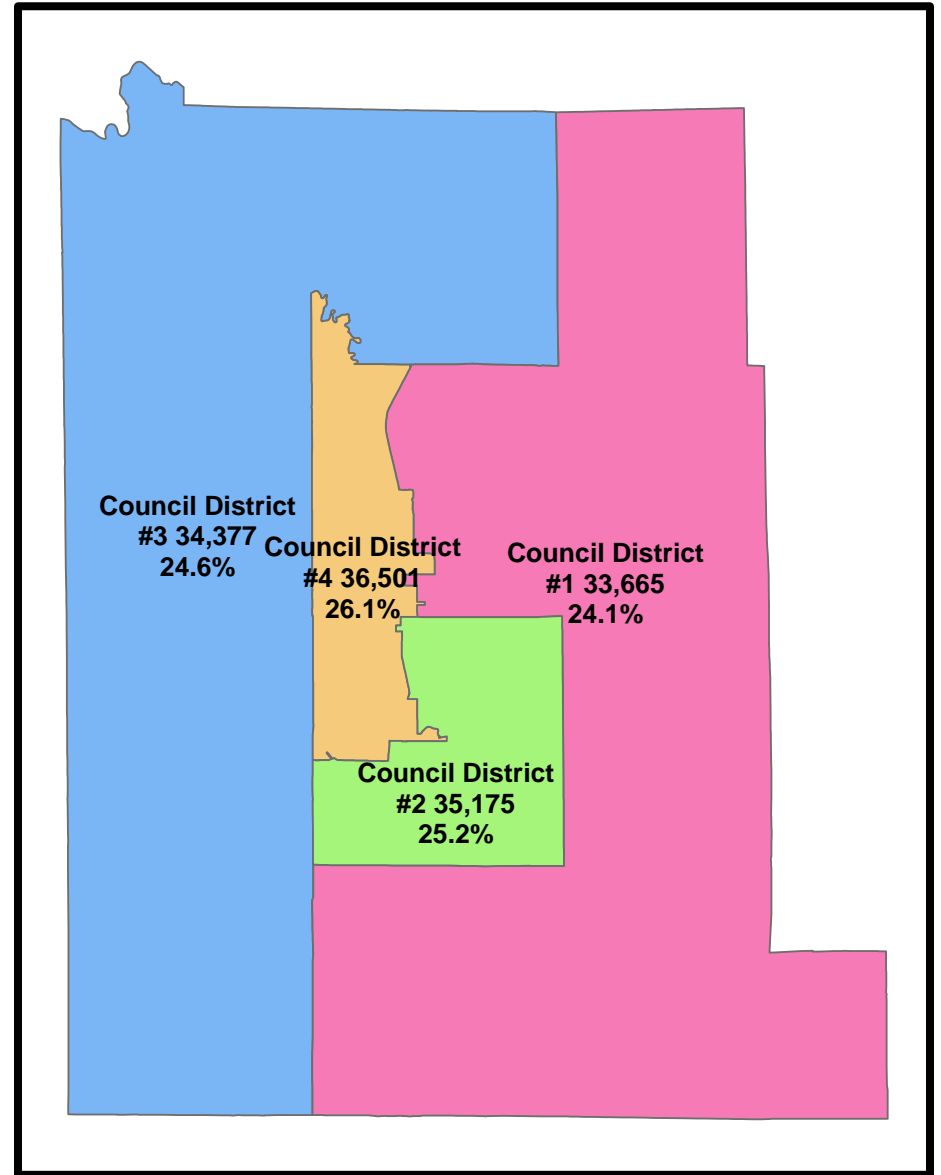 Council District
#3 34,377
24.6%
Council District
#4 36,501
26.1%
Council District
#1 33,665
24.1%
Council District
#2 35,175
25.2%